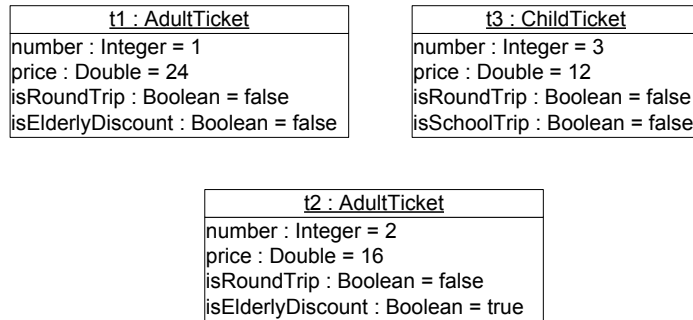 t1 : AdultTicket
number : Integer = 1
price : Double = 24
isRoundTrip : Boolean = false
isElderlyDiscount : Boolean = false
t3 : ChildTicket
number : Integer = 3
price : Double = 12
isRoundTrip : Boolean = false
isSchoolTrip : Boolean = false
t2 : AdultTicket
number : Integer = 2
price : Double = 16
isRoundTrip : Boolean = false
isElderlyDiscount : Boolean = true